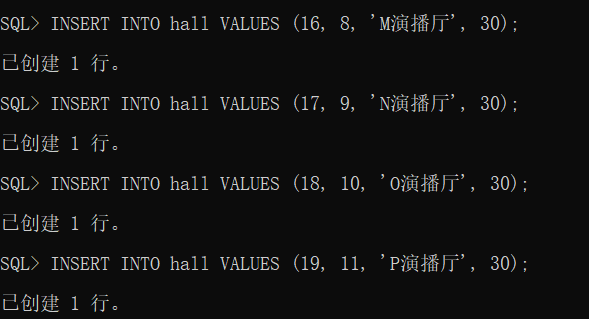 SQL> INSERT INTO hall VALUES (16, 8, 'M演播厅', 30);
已创建 1 行。
SQL> INSERT INTO hall VALUES (17, 9, 'N演播厅', 30);
已创建 1 行。
SQL> INSERT INTO hall VALUES (18, 10, 'O演播厅', 30);
已创建 1 行。
SQL> INSERT INTO hall VALUES (19, 11, 'P演播厅', 30);
已创建 1 行。